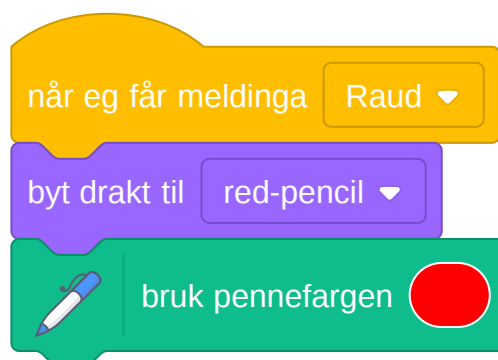 når eg får meldinga Raud
byt drakt til red-pencil
bruk pennefargen